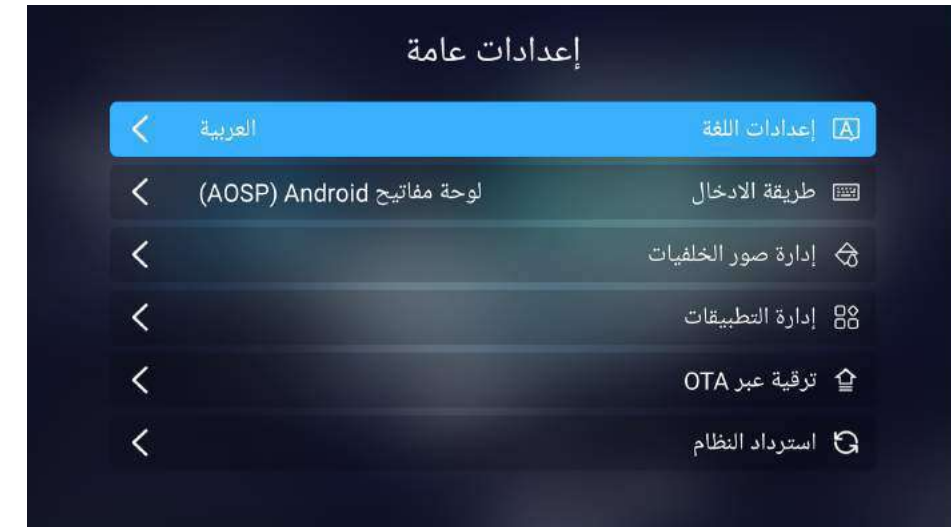 إعدادات عامة
إعدادات اللغة العربية
طريقة الادخال لوحة مفاتيح Android (AOSP)
إدارة صور الخلفيات
إدارة التطبيقات
ترقية عبر OTA
استرداد النظام